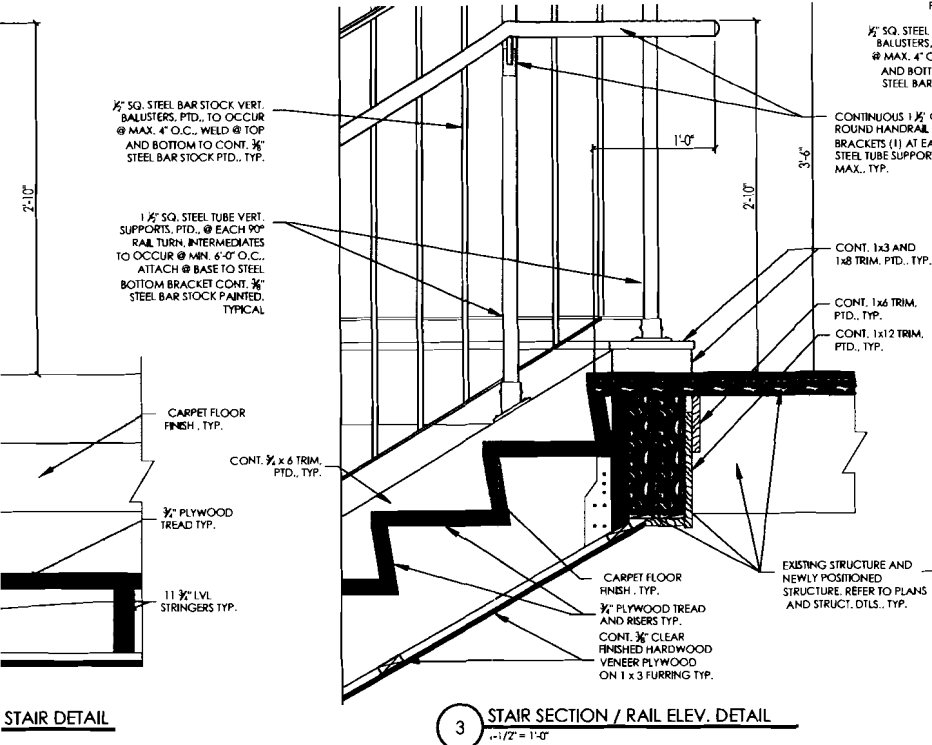 ½" SQ. STEEL BAR STOCK VERT.
BALUSTERS, PTD., TO OCCUR
@ MAX. 4" O.C., WELD @ TOP
AND BOTTOM TO CONT. ⅜"
STEEL BAR STOCK PTD., TYP.
1 ½" SQ. STEEL TUBE VERT.
SUPPORTS, PTD., @ EACH 90°
RAIL TURN, INTERMEDIATES
TO OCCUR @ MIN. 6'-0" O.C.,
ATTACH @ BASE TO STEEL
BOTTOM BRACKET CONT. ⅜"
STEEL BAR STOCK PAINTED.
TYPICAL
2'-10"
CARPET FLOOR
FINISH , TYP.
CONT. ¾ x 6 TRIM,
PTD., TYP.
¾" PLYWOOD
TREAD TYP.
11 ⅞" LVL
STRINGERS TYP.
STAIR DETAIL
1'-0"
2'-10"
3'-6"
½" SQ. STEEL
BALUSTERS,
@ MAX. 4"
AND
STEEL BAR
CONTINUOUS 1 ½"
ROUND HANDRAIL
BRACKETS (1) AT
STEEL TUBE
MAX., TYP.
CONT. 1x3 AND
1x8 TRIM, PTD., TYP.
CONT. 1x6 TRIM,
PTD., TYP.
CONT. 1x12 TRIM,
PTD., TYP.
EXISTING STRUCTURE AND
NEWLY POSITIONED
STRUCTURE. REFER TO PLANS
AND STRUCT. DTLS., TYP.
CARPET FLOOR
FINISH , TYP.
¾" PLYWOOD TREAD
AND RISERS TYP.
CONT. ⅜" CLEAR
FINISHED HARDWOOD
VENEER PLYWOOD
ON 1 x 3 FURRING TYP.
3
STAIR SECTION / RAIL ELEV. DETAIL
1/2" = 1'-0"